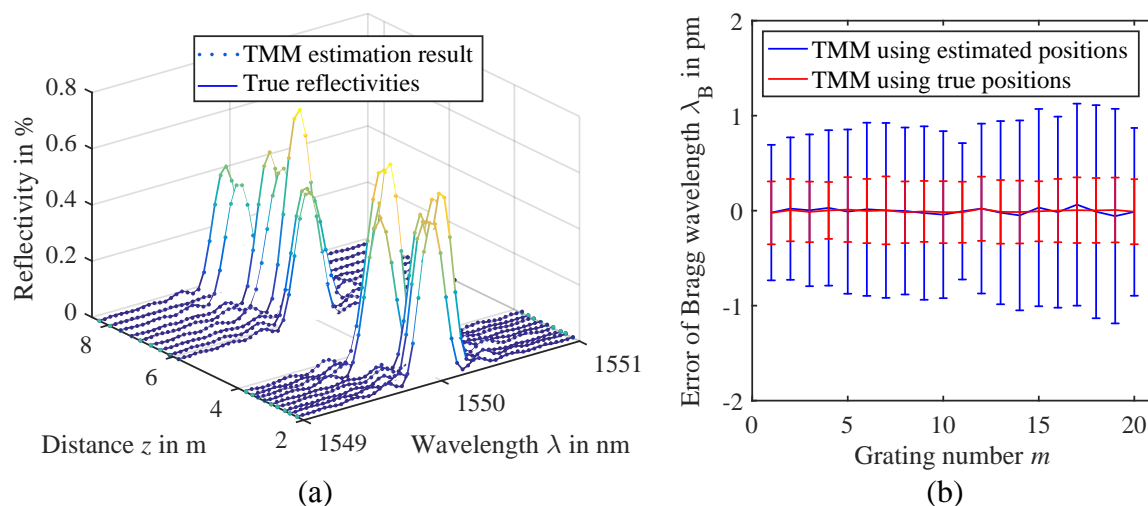 TMM estimation result
True reflectivities
Reflectivity in %
0.8
0.6
0.4
0.2
0
8
6
4
2
1549
1550
1551
Distance z in m
Wavelength λ in nm
(a)
TMM using estimated positions
TMM using true positions
Error of Bragg wavelength λB in pm
2
1
0
-1
-2
0
5
10
15
20
Grating number m
(b)